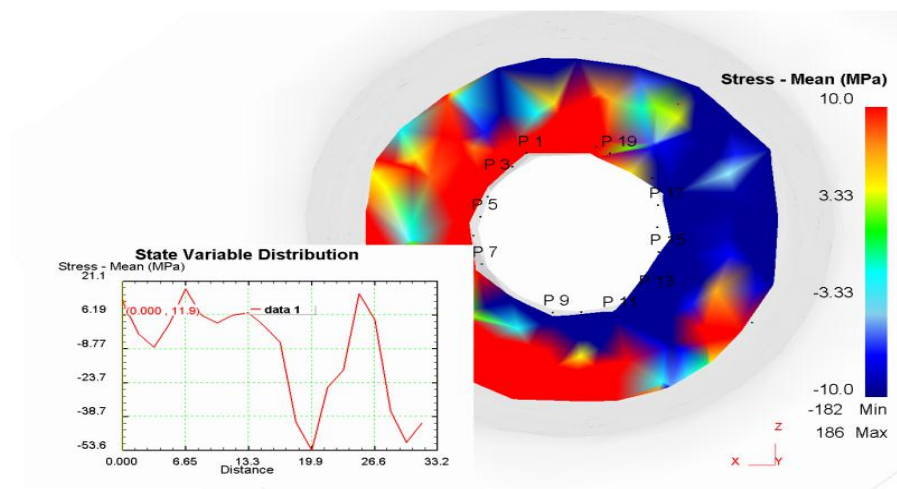 Stress - Mean (MPa)
10.0
3.33
-3.33
-10.0
-182 Min
186 Max
P 1
P 19
P 3
P 17
P 5
P 15
P 7
P 13
P 9
P 11
State Variable Distribution
Stress - Mean (MPa)
21.1
6.19
-8.77
-23.7
-38.7
-53.6
(0.000 , 11.9)
data 1
0.000 6.65 13.3 19.9 26.6 33.2
Distance
Z
X Y